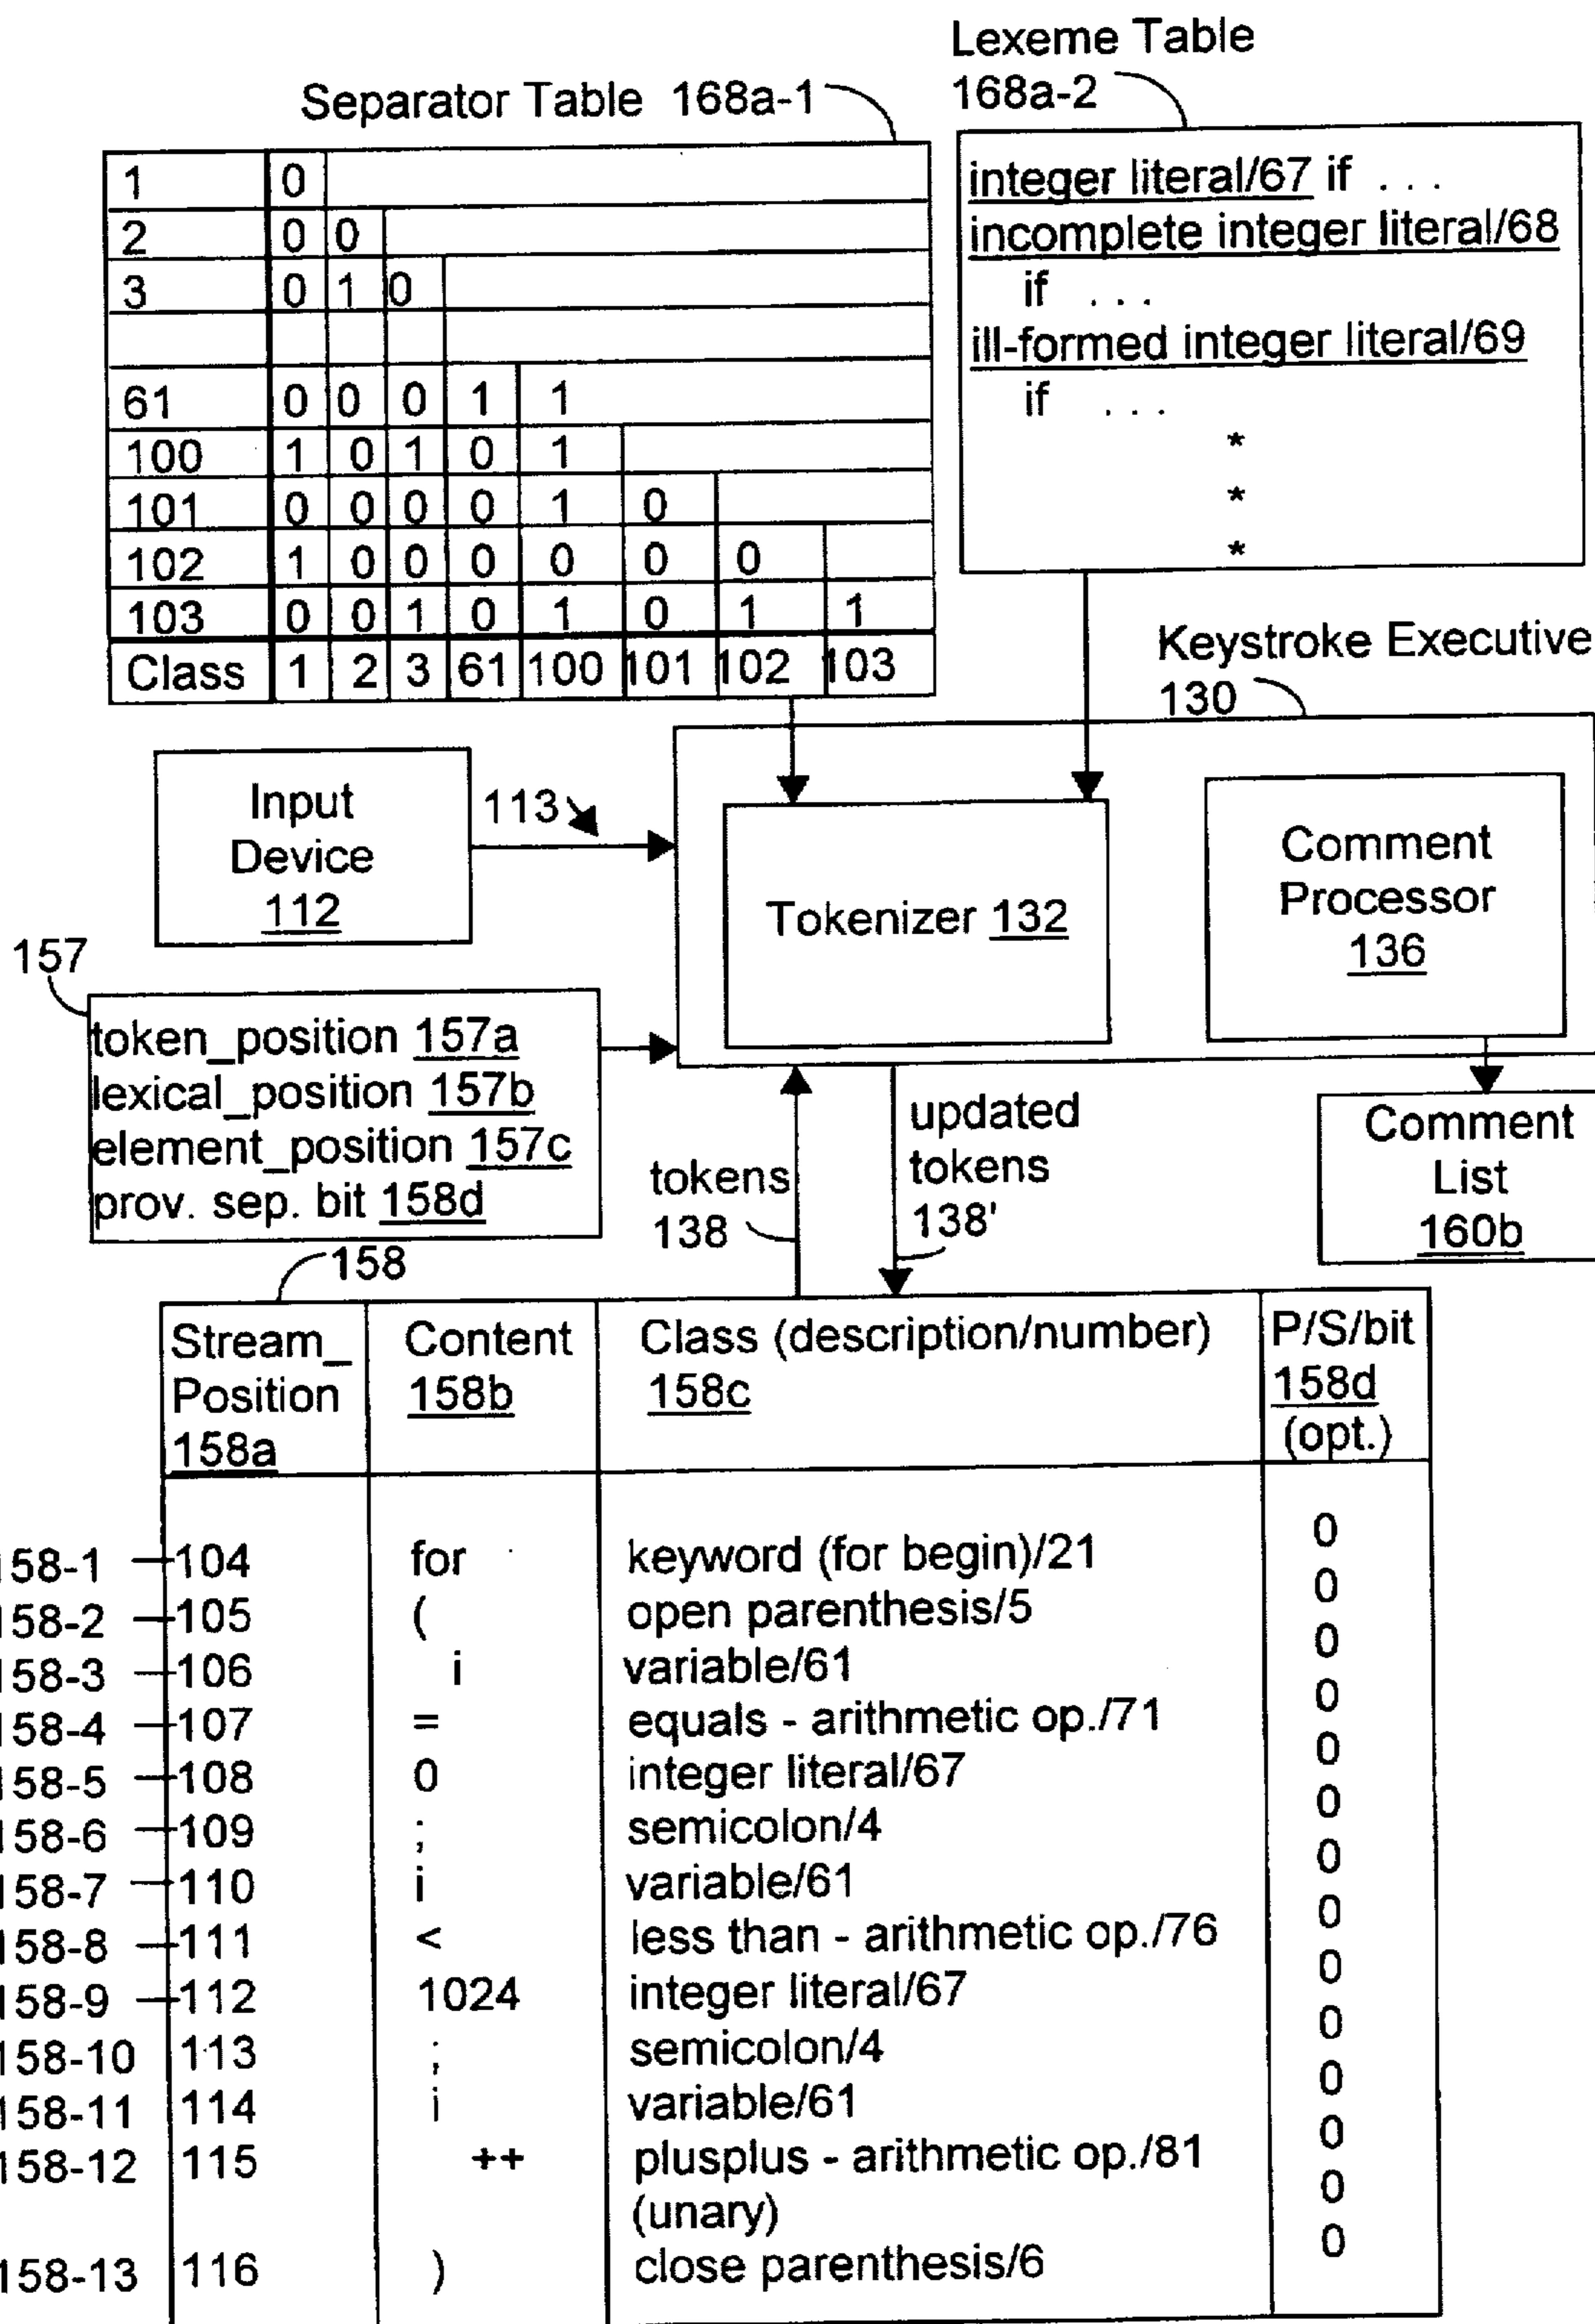 Lexeme Table
168a-2
Separator Table 168a-1
1 0
2 0 0
3 0 1 0
61 0 0 0 1 1
100 1 0 1 0 1
101 0 0 0 0 1 0
102 1 0 0 0 0 0 0
103 0 0 1 0 1 0 1 1
Class 1 2 3 61 100 101 102 103
integer literal/67 if . . .
incomplete integer literal/68
if . . .
ill-formed integer literal/69
if . . .
*
*
*
Keystroke Executive
130
Input
Device
112
113
Tokenizer 132
Comment
Processor
136
157
token_position 157a
lexical_position 157b
element_position 157c
prov. sep. bit 158d
tokens
138
updated
tokens
138'
Comment
List
160b
158
Stream_ Content Class (description/number) P/S/bit
Position 158b 158c 158d
158a (opt.)
58-1 104 for keyword (for begin)/21 0
158-2 105 ( open parenthesis/5 0
158-3 106 i variable/61 0
158-4 107 = equals - arithmetic op./71 0
158-5 108 0 integer literal/67 0
158-6 109 ; semicolon/4 0
158-7 110 i variable/61 0
158-8 111 < less than - arithmetic op./76 0
158-9 112 1024 integer literal/67 0
158-10 113 ; semicolon/4 0
158-11 114 i variable/61 0
158-12 115 ++ plusplus - arithmetic op./81 0
(unary) 0
158-13 116 ) close parenthesis/6 0